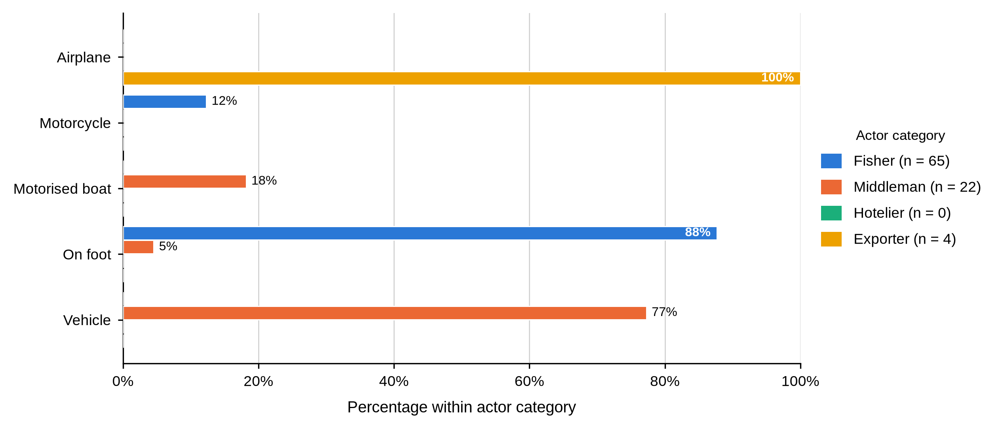 Airplane
100%
12%
Motorcycle
Motorised boat
18%
88%
On foot
5%
Vehicle
77%
0%
20%
40%
60%
80%
100%
Percentage within actor category
Actor category
Fisher (n = 65)
Middleman (n = 22)
Hotelier (n = 0)
Exporter (n = 4)